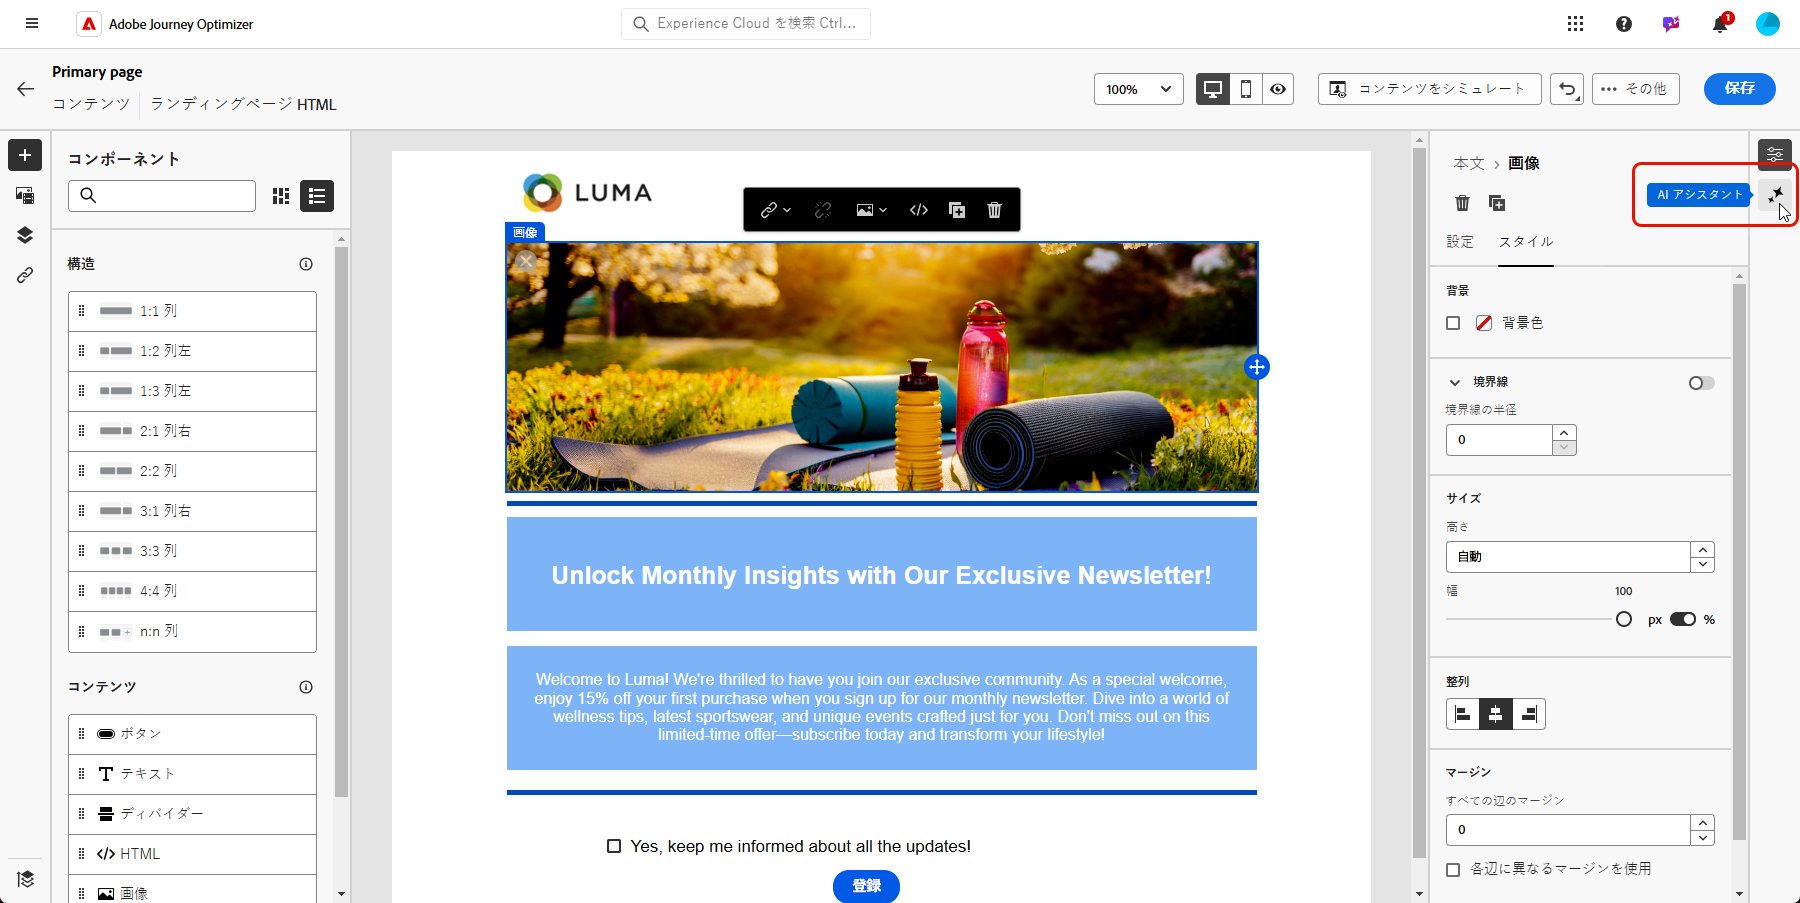 Adobe Journey Optimizer
Experience Cloud を検索 Ctrl...
1
Primary page
コンテンツ
ランディングページ HTML
100%
コンテンツをシミュレート
••• その他
保存
コンポーネント
構造
1:1 列
1:2 列左
1:3 列左
2:1 列右
2:2 列
3:1 列右
3:3 列
4:4 列
n:n 列
コンテンツ
ボタン
テキスト
ディバイダー
HTML
画像
LUMA
画像
Unlock Monthly Insights with Our Exclusive Newsletter!
Welcome to Luma! We're thrilled to have you join our exclusive community. As a special welcome,
enjoy 15% off your first purchase when you sign up for our monthly newsletter. Dive into a world of
wellness tips, latest sportswear, and unique events crafted just for you. Don't miss out on this
limited-time offer—subscribe today and transform your lifestyle!
Yes, keep me informed about all the updates!
登録
本文 › 画像
AI アシスタント
設定
スタイル
背景
背景色
境界線
境界線の半径
0
サイズ
高さ
自動
幅
100
px
%
整列
マージン
すべての辺のマージン
0
各辺に異なるマージンを使用